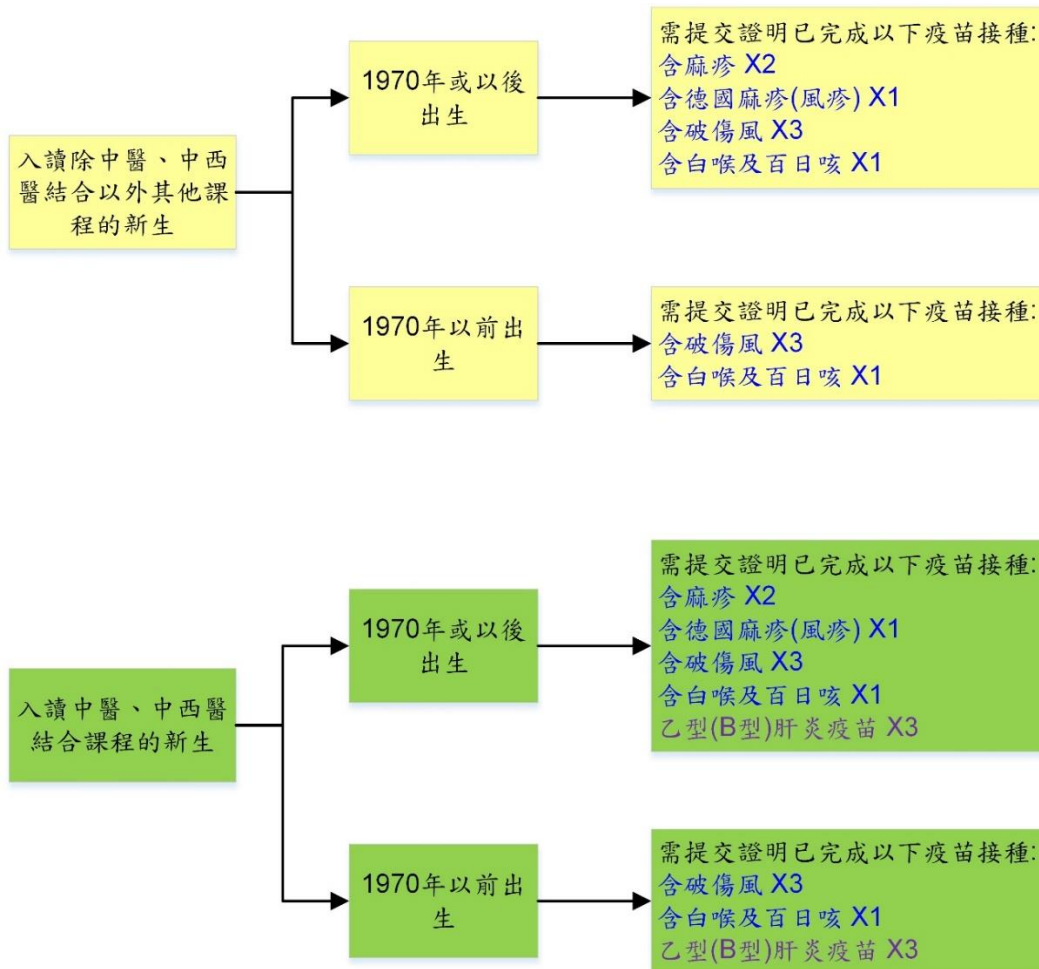 入讀除中醫、中西
醫結合以外其他課
程的新生
1970年或以後
出生
需提交證明已完成以下疫苗接種:
含麻疹 X2
含德國麻疹(風疹) X1
含破傷風 X3
含白喉及百日咳 X1
1970年以前出
生
需提交證明已完成以下疫苗接種:
含破傷風 X3
含白喉及百日咳 X1
入讀中醫、中西醫
結合課程的新生
1970年或以後
出生
需提交證明已完成以下疫苗接種:
含麻疹 X2
含德國麻疹(風疹) X1
含破傷風 X3
含白喉及百日咳 X1
乙型(B型)肝炎疫苗 X3
1970年以前出
生
需提交證明已完成以下疫苗接種:
含破傷風 X3
含白喉及百日咳 X1
乙型(B型)肝炎疫苗 X3